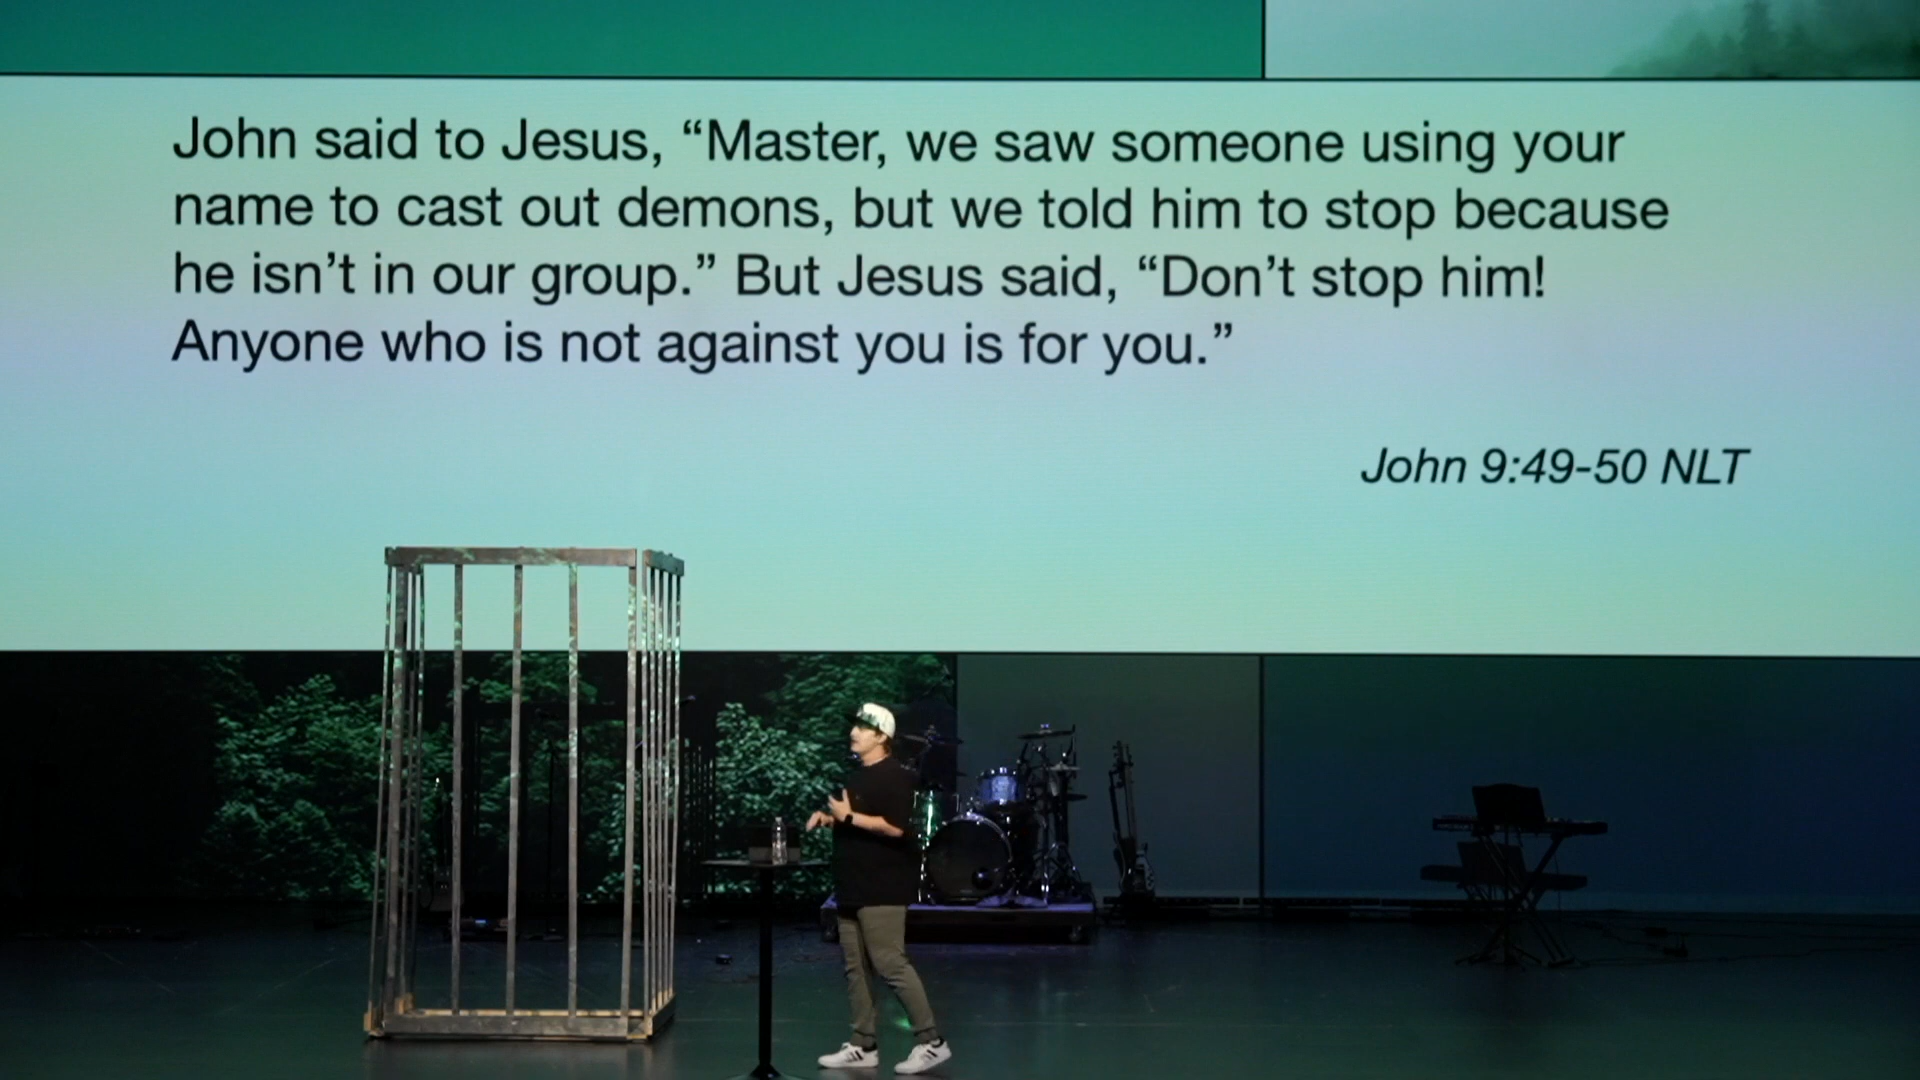 John said to Jesus, “Master, we saw someone using your
name to cast out demons, but we told him to stop because
he isn’t in our group.” But Jesus said, “Don’t stop him!
Anyone who is not against you is for you.”
John 9:49-50 NLT